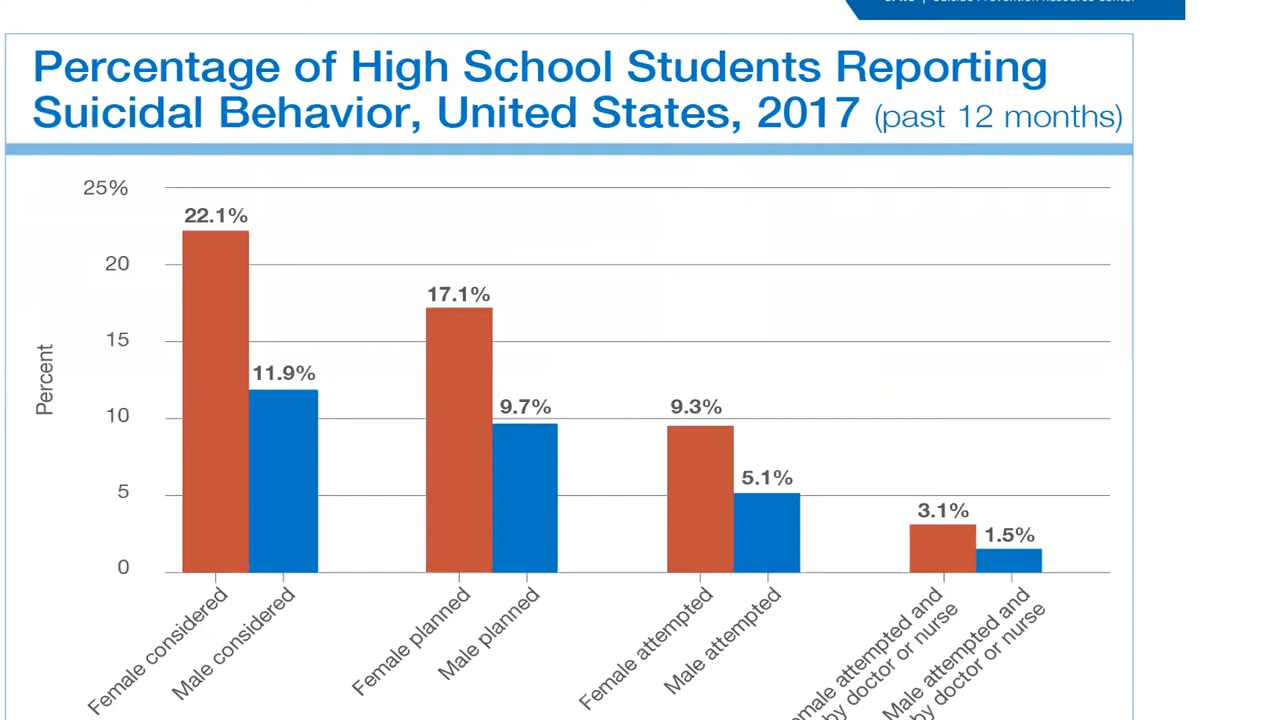 Percentage of High School Students Reporting
Suicidal Behavior, United States, 2017 (past 12 months)
25%
22.1%
20
17.1%
15
Percent
11.9%
10
9.7%
9.3%
5
5.1%
3.1%
1.5%
0
Female considered
Male considered
Female planned
Male planned
Female attempted
Male attempted
attempted and
by doctor or nurse
Male attempted and
by doctor or nurse